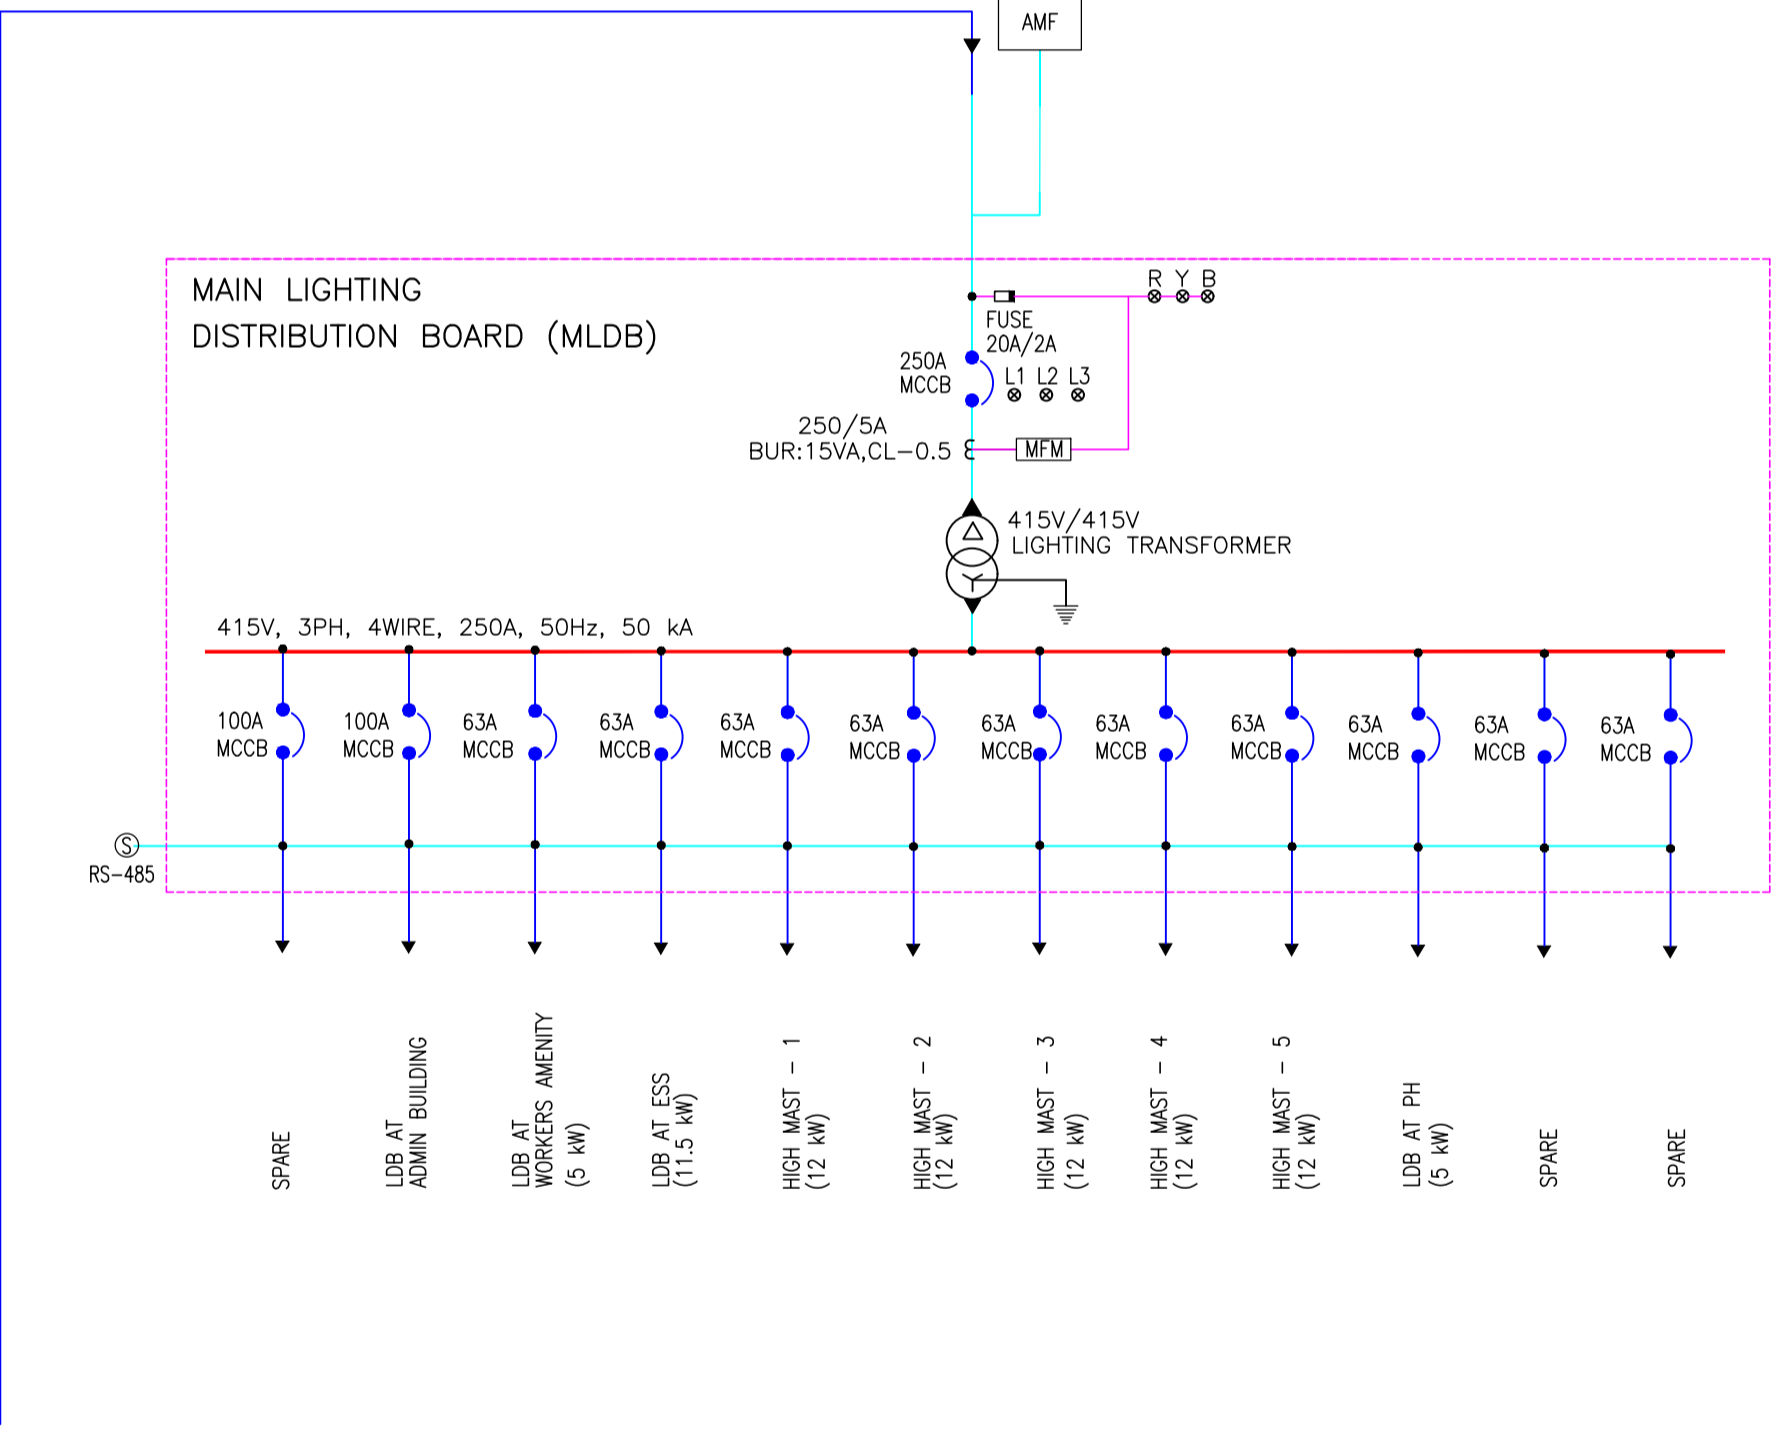 AMF
MAIN LIGHTING
DISTRIBUTION BOARD (MLDB)
R Y B
FUSE
20A/2A
250A
MCCB
L1 L2 L3
250/5A
BUR:15VA,CL-0.5
MFM
415V/415V
LIGHTING TRANSFORMER
415V, 3PH, 4WIRE, 250A, 50Hz, 50 kA
100A
MCCB
100A
MCCB
63A
MCCB
63A
MCCB
63A
MCCB
63A
MCCB
63A
MCCB
63A
MCCB
63A
MCCB
63A
MCCB
63A
MCCB
63A
MCCB
S
RS-485
SPARE
LDB AT
ADMIN BUILDING
LDB AT
WORKERS AMENITY
(5 kW)
LDB AT ESS
(11.5 kW)
HIGH MAST - 1
(12 kW)
HIGH MAST - 2
(12 kW)
HIGH MAST - 3
(12 kW)
HIGH MAST - 4
(12 kW)
HIGH MAST - 5
(12 kW)
LDB AT PH
(5 kW)
SPARE
SPARE